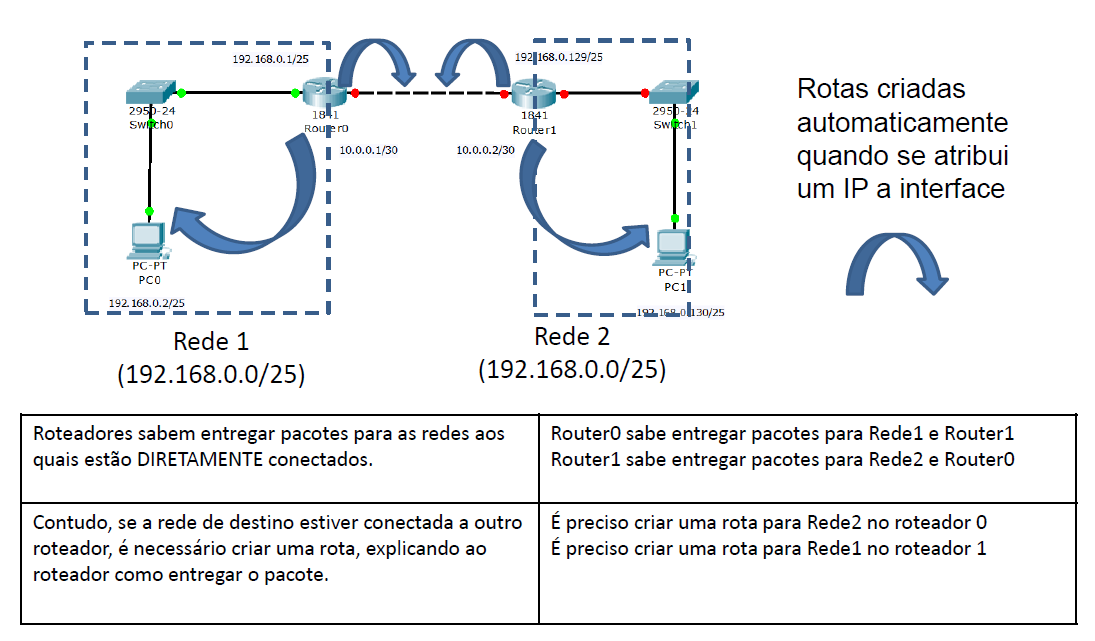 192.168.0.1/25
192.168.0.129/25
2950-24
Switch0
1841
Router0
1841
Router1
2950-24
Switch1
10.0.0.1/30
10.0.0.2/30
PC-PT
PC0
192.168.0.2/25
PC-PT
PC1
192.168.0.130/25
Rede 1
(192.168.0.0/25)
Rede 2
(192.168.0.0/25)
Rotas criadas
automaticamente
quando se atribui
um IP a interface
Roteadores sabem entregar pacotes para as redes aos
quais estão DIRETAMENTE conectados.
Router0 sabe entregar pacotes para Rede1 e Router1
Router1 sabe entregar pacotes para Rede2 e Router0
Contudo, se a rede de destino estiver conectada a outro
roteador, é necessário criar uma rota, explicando ao
roteador como entregar o pacote.
É preciso criar uma rota para Rede2 no roteador 0
É preciso criar uma rota para Rede1 no roteador 1